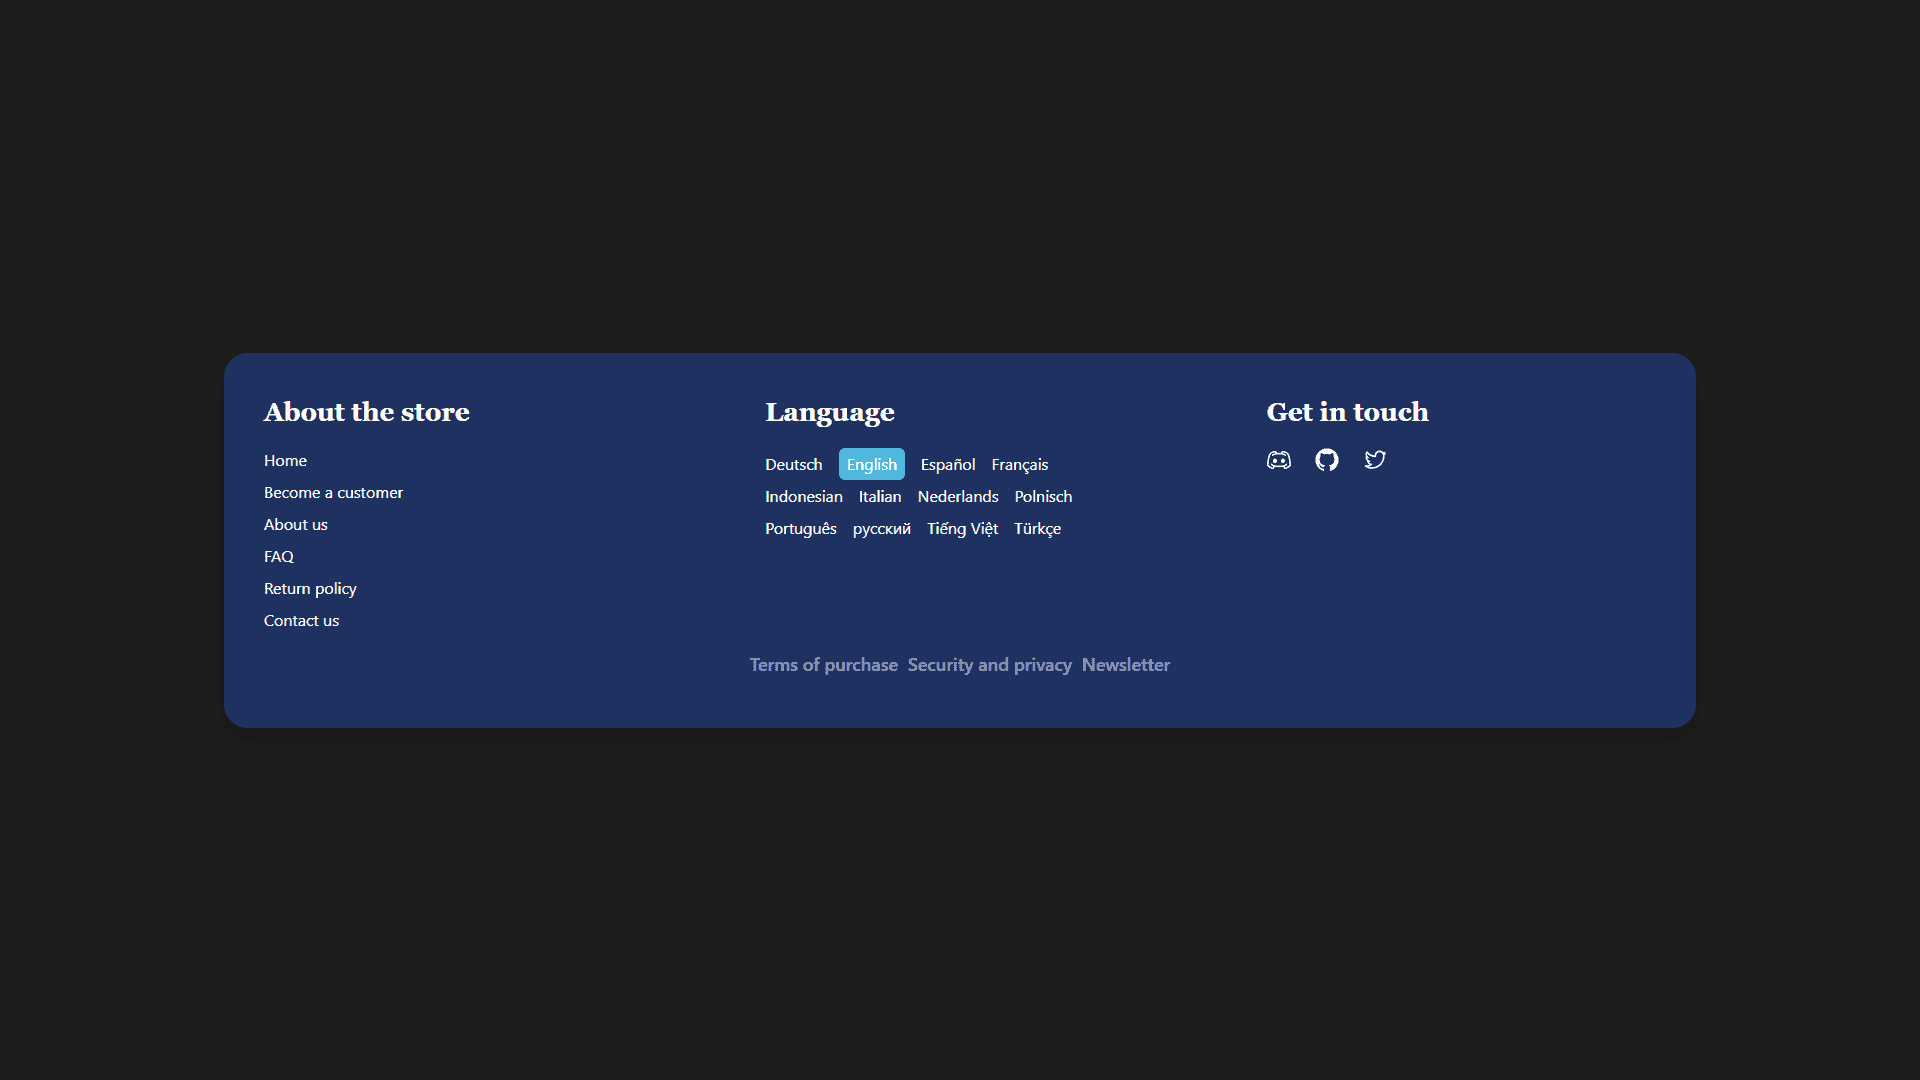 About the store
Home
Become a customer
About us
FAQ
Return policy
Contact us
Language
Deutsch English Español Français
Indonesian Italian Nederlands Polnisch
Português русский Tiếng Việt Türkçe
Get in touch
Terms of purchase Security and privacy Newsletter